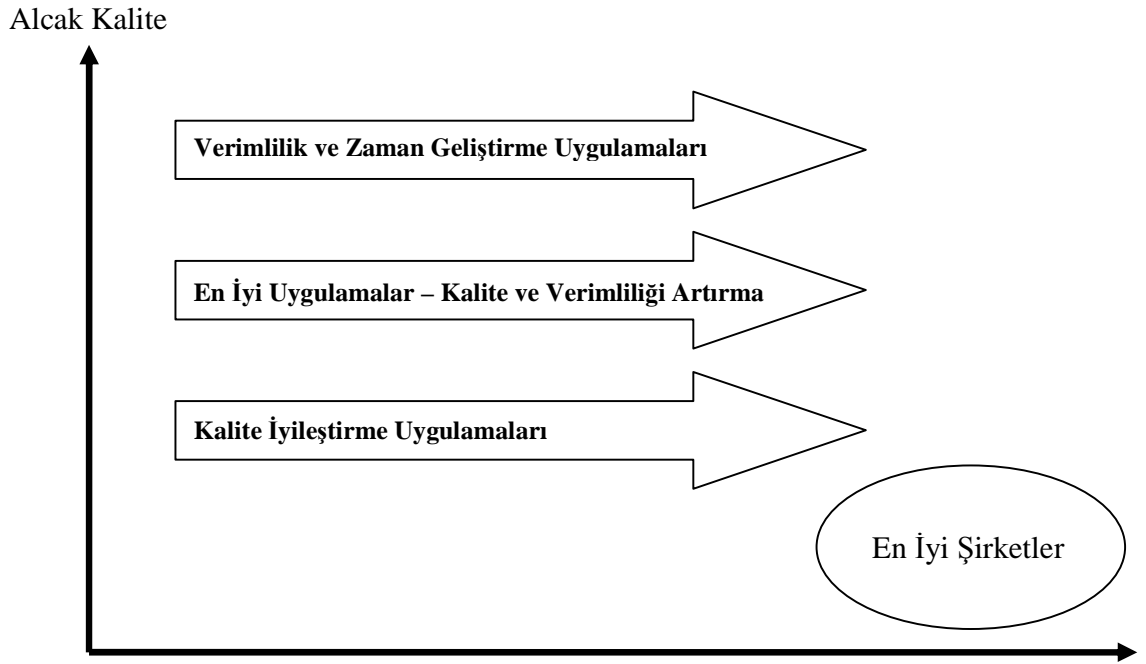 Alcak Kalite
Verimlilik ve Zaman Geliştirme Uygulamaları
En İyi Uygulamalar – Kalite ve Verimliliği Artırma
Kalite İyileştirme Uygulamaları
En İyi Şirketler